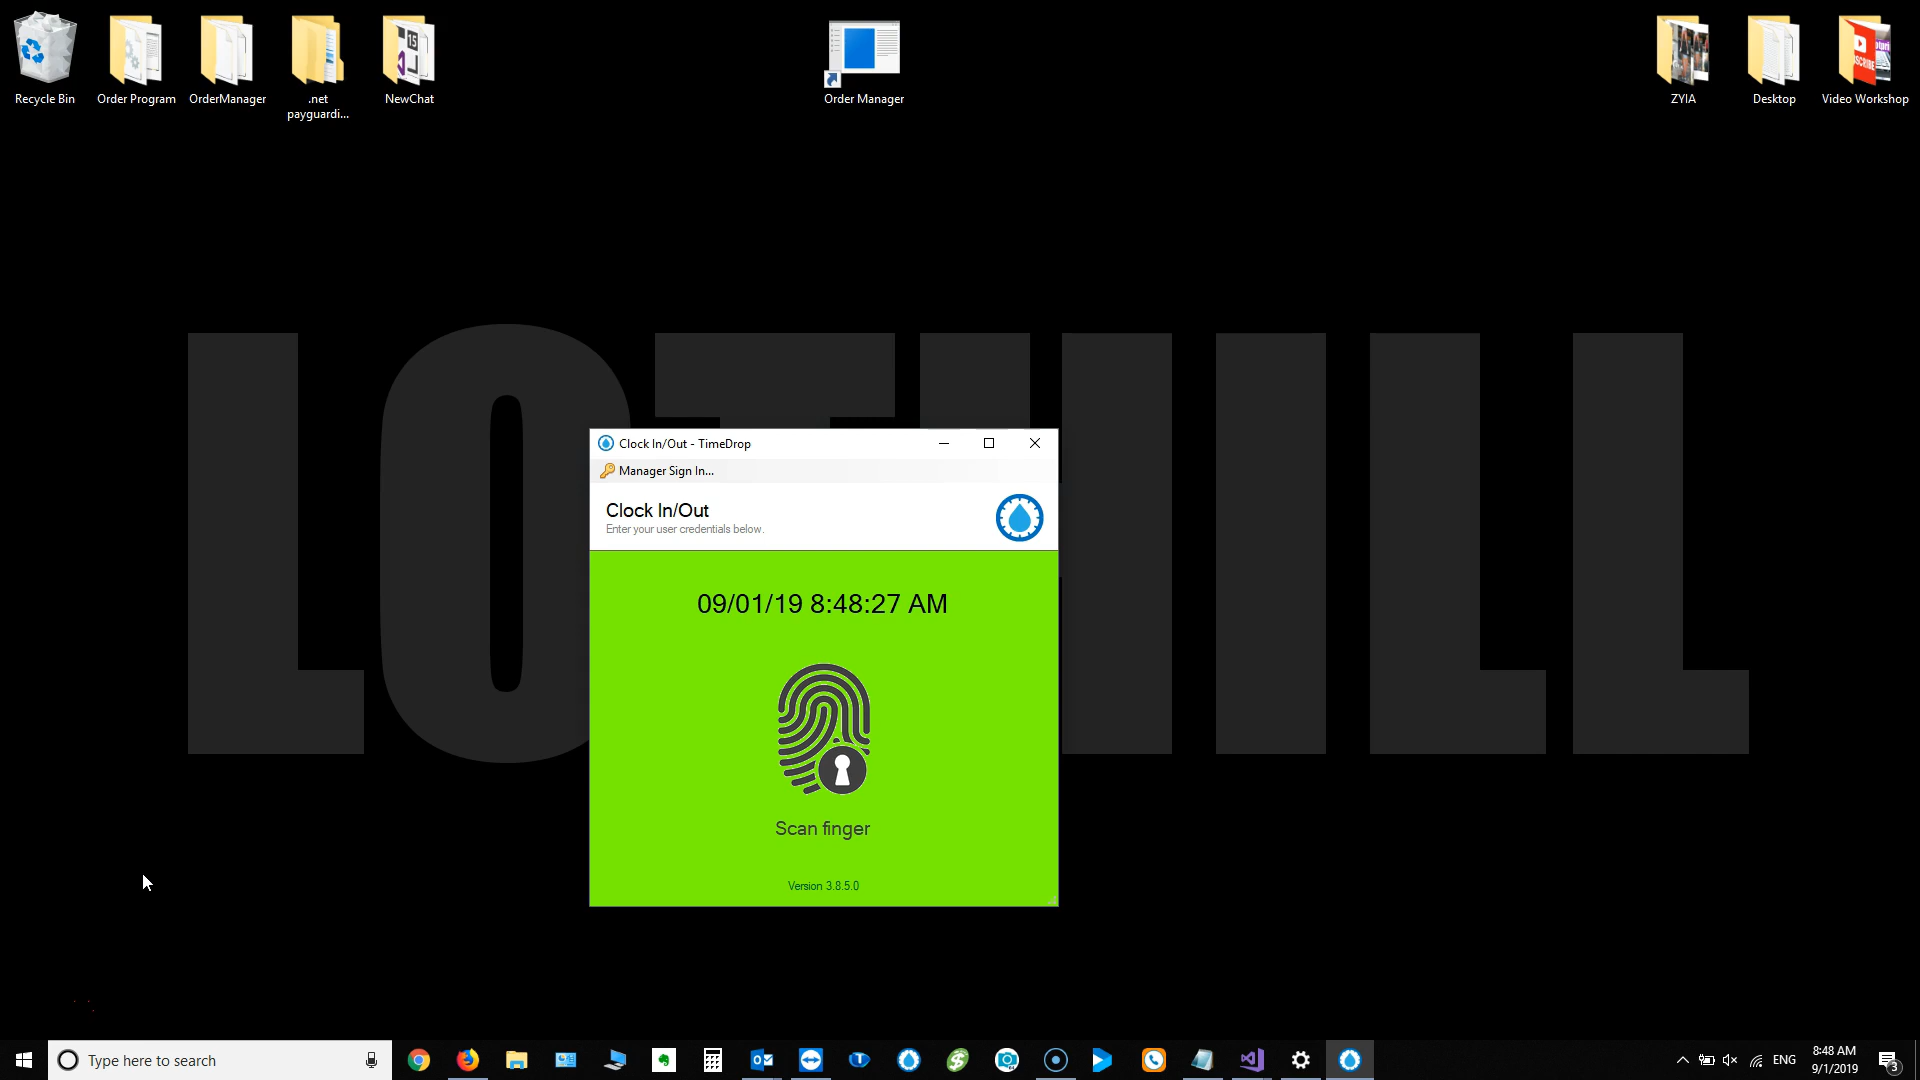 Recycle Bin
Order Program
OrderManager
.net
payguardi...
NewChat
Order Manager
ZYIA
Desktop
Video Workshop
Clock In/Out - TimeDrop
Manager Sign In...
Clock In/Out
Enter your user credentials below.
09/01/19 8:48:27 AM
Scan finger
Version 3.8.5.0
Type here to search
ENG
8:48 AM
9/1/2019
3